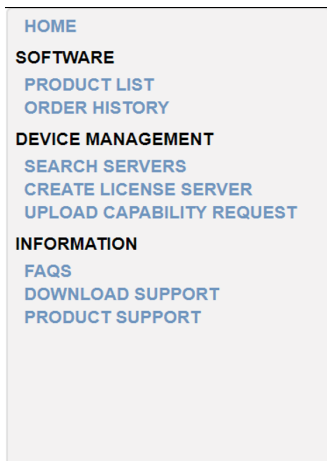 HOME
SOFTWARE
PRODUCT LIST
ORDER HISTORY
DEVICE MANAGEMENT
SEARCH SERVERS
CREATE LICENSE SERVER
UPLOAD CAPABILITY REQUEST
INFORMATION
FAQS
DOWNLOAD SUPPORT
PRODUCT SUPPORT